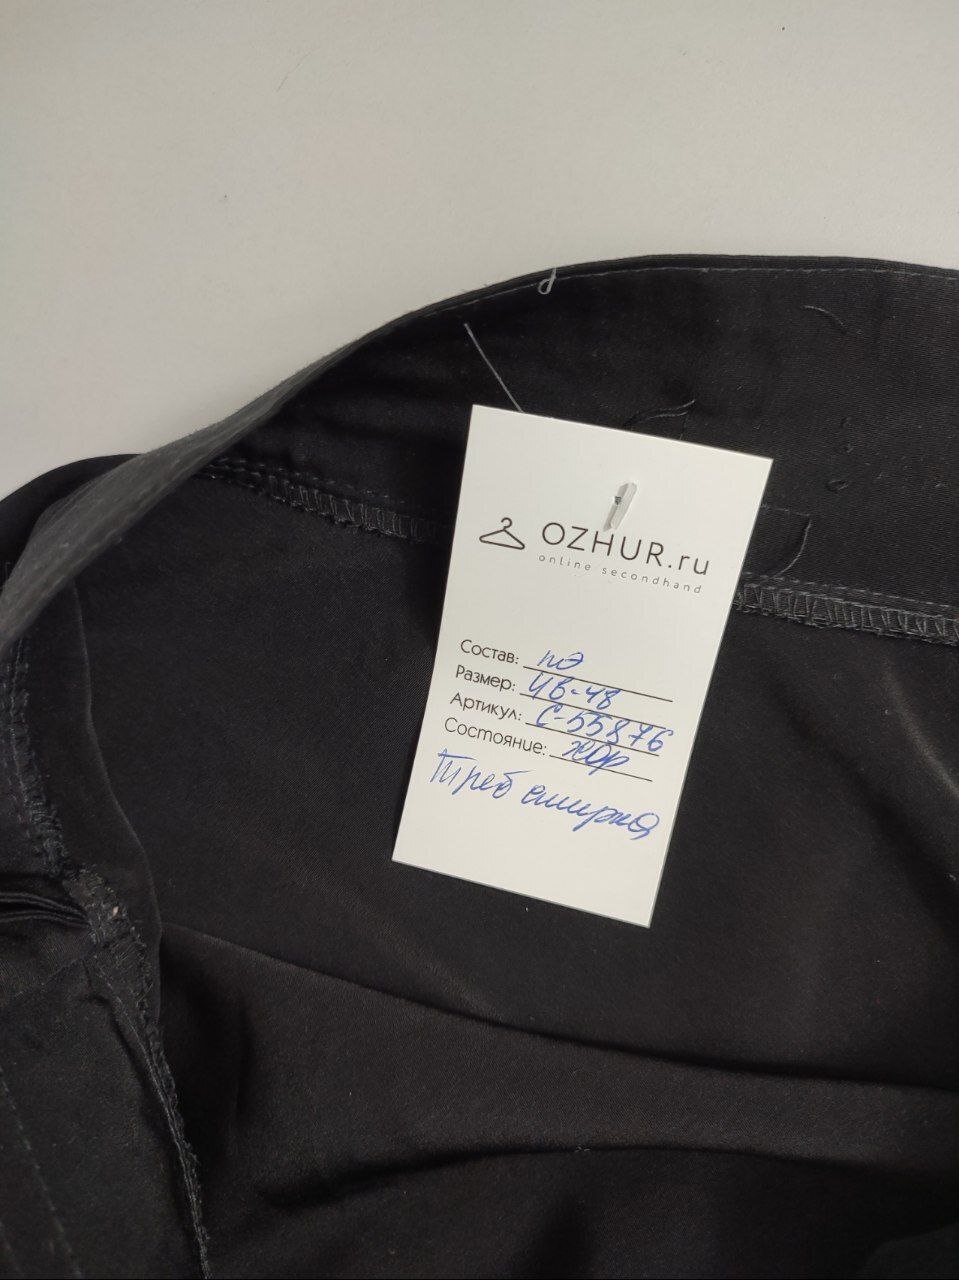 OZHUR.ru
online secondhand
Состав: пэ
Размер: 46-48
Артикул: С-55876
Состояние: хор
Треб стирка